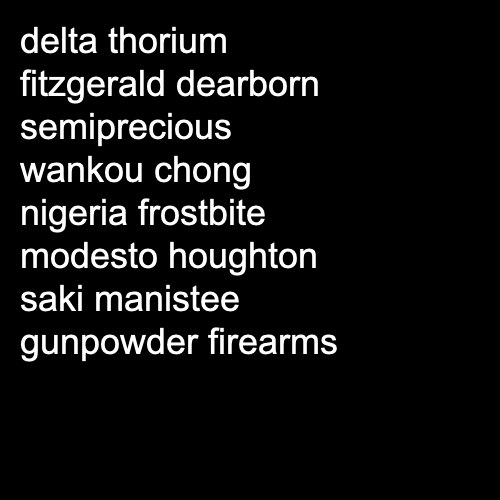 delta thorium
fitzgerald dearborn
semiprecious
wankou chong
nigeria frostbite
modesto houghton
saki manistee
gunpowder firearms